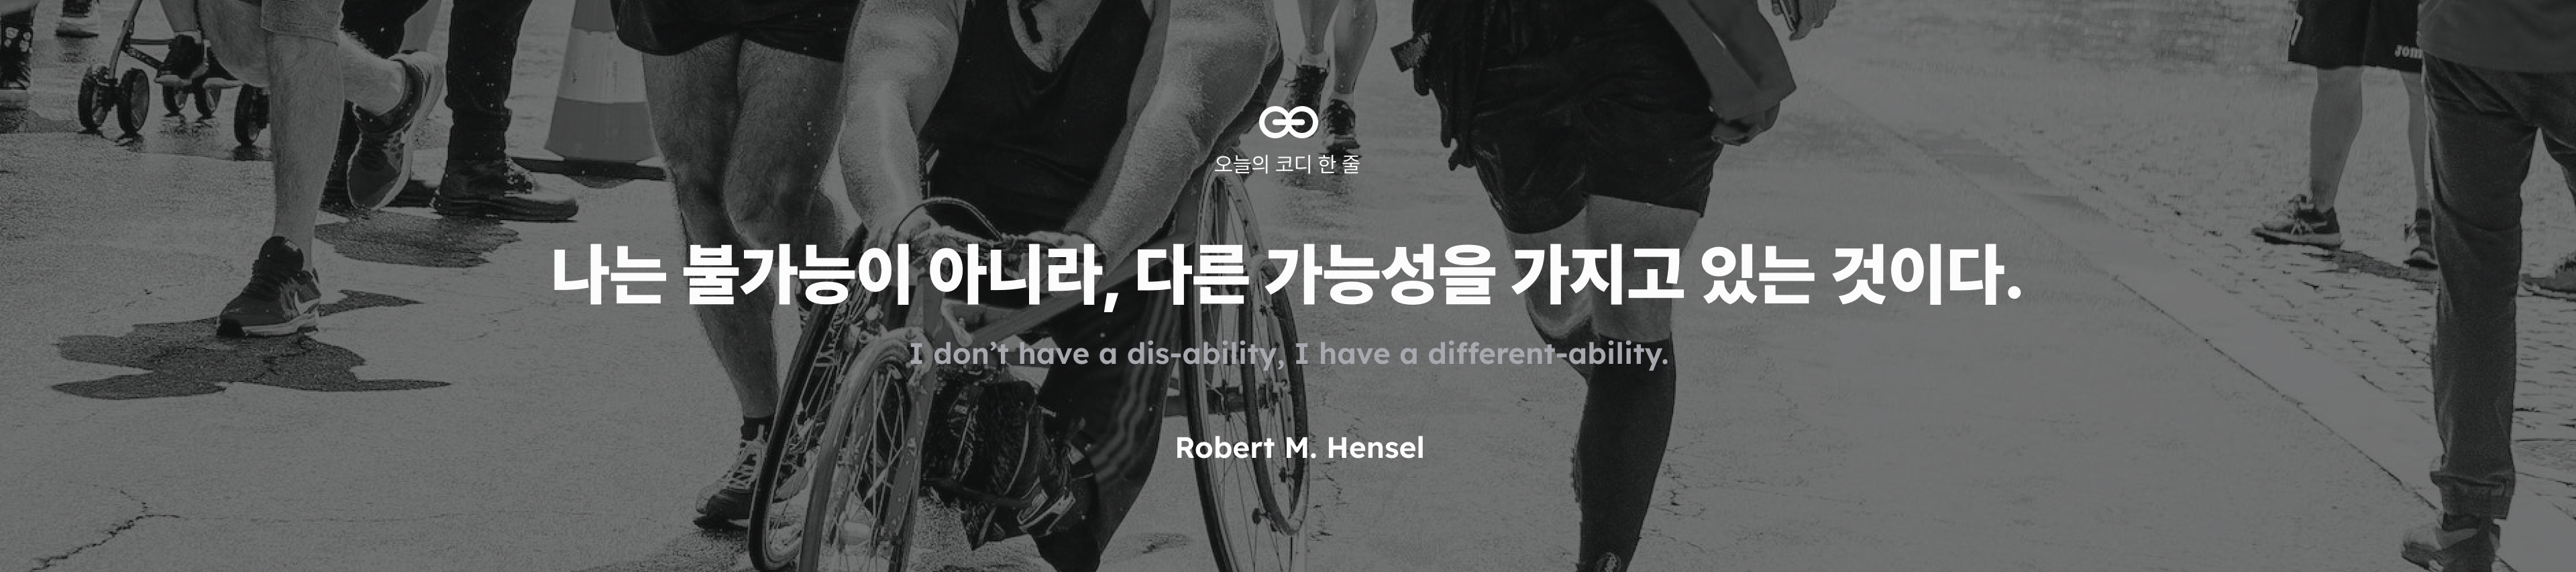 오늘의 코디 한 줄
나는 불가능이 아니라, 다른 가능성을 가지고 있는 것이다.
I don’t have a dis-ability, I have a different-ability.
Robert M. Hensel